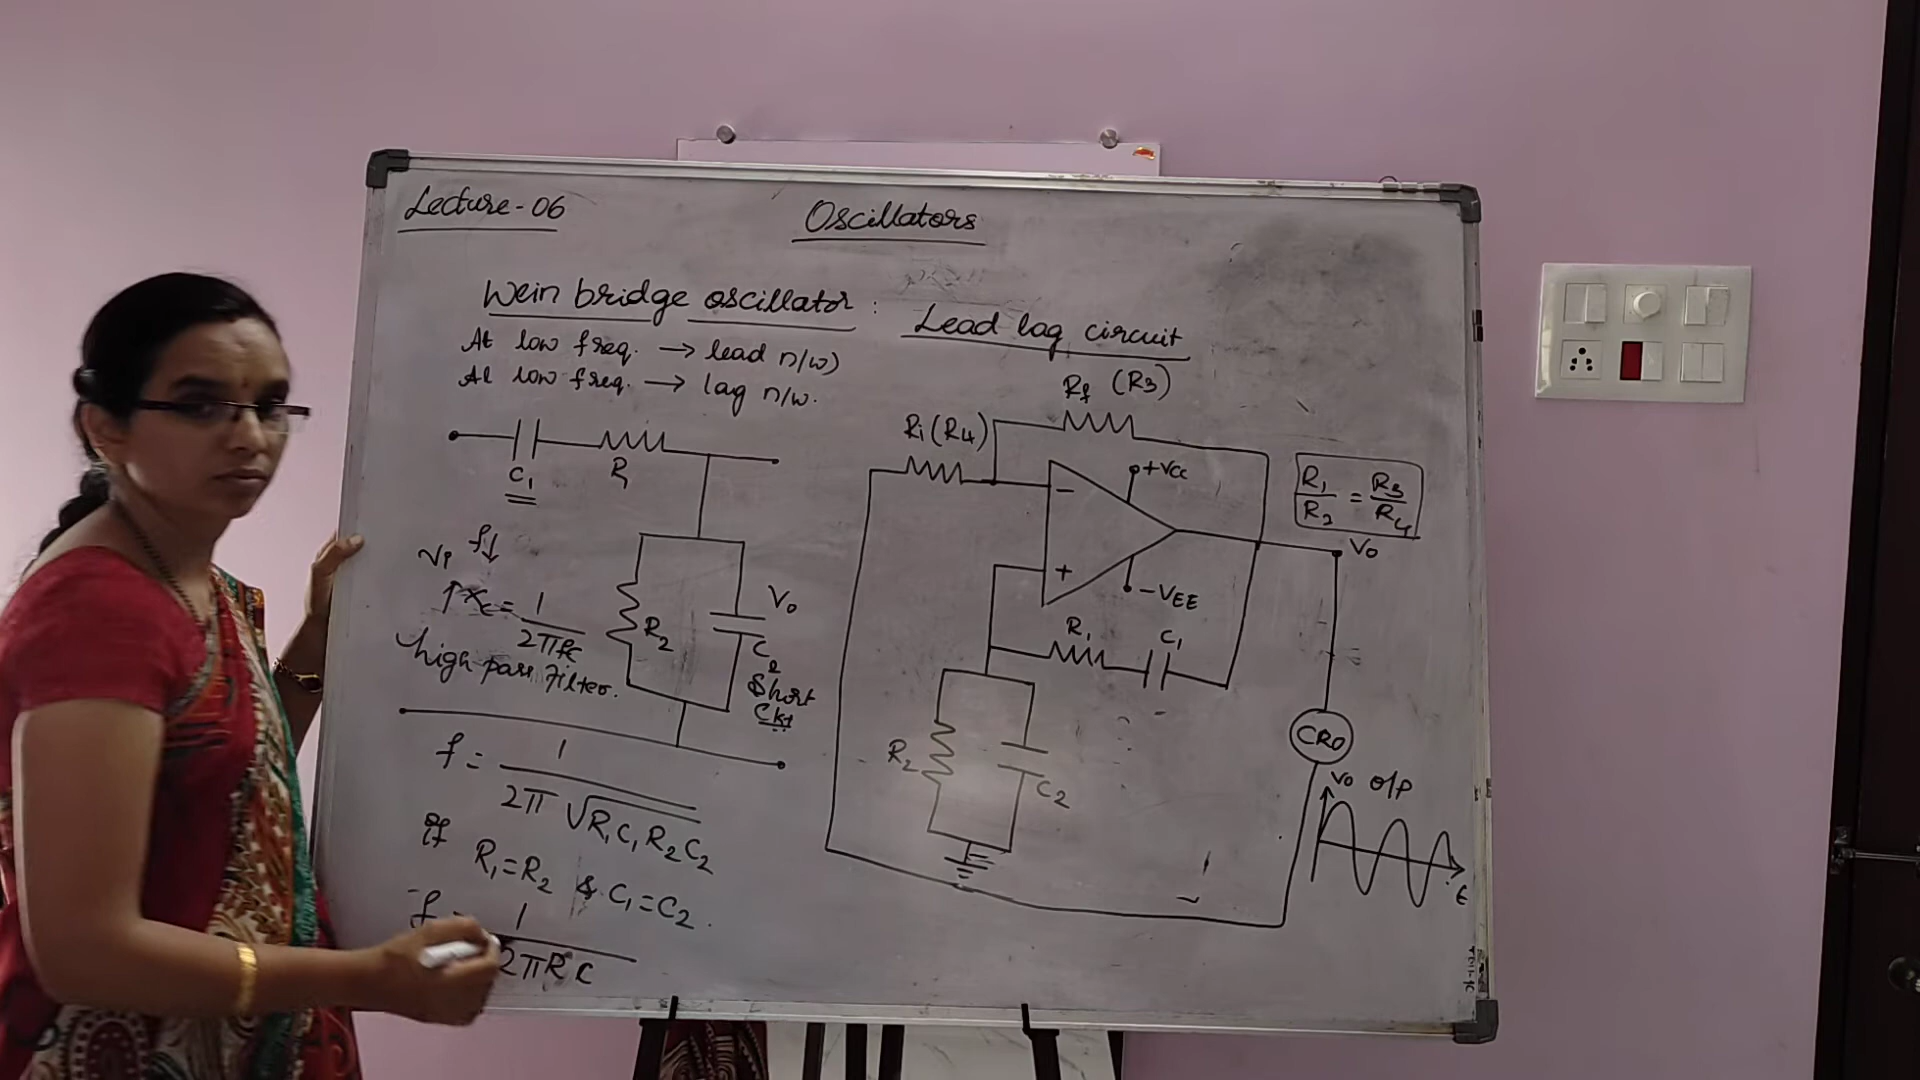 Lecture-06
Oscillators
Wein bridge oscillator :
Lead lag circuit
At low freq. → lead n/w)
At low freq. → lag n/w.
C1
R1
Vi
f↓
↑ Xc = 1
2πfc
high pass filter.
R2
C2
Vo
Short
Ckt
f = 1
2π √R1C1R2C2
if
R1=R2 & C1=C2.
f = 1
2πRC
Rf (R3)
Ri (R4)
+VCC
-
+
-VEE
R1
C1
R2
C2
R1 = R3
R2 R4
Vo
CRO
Vo o/p
t